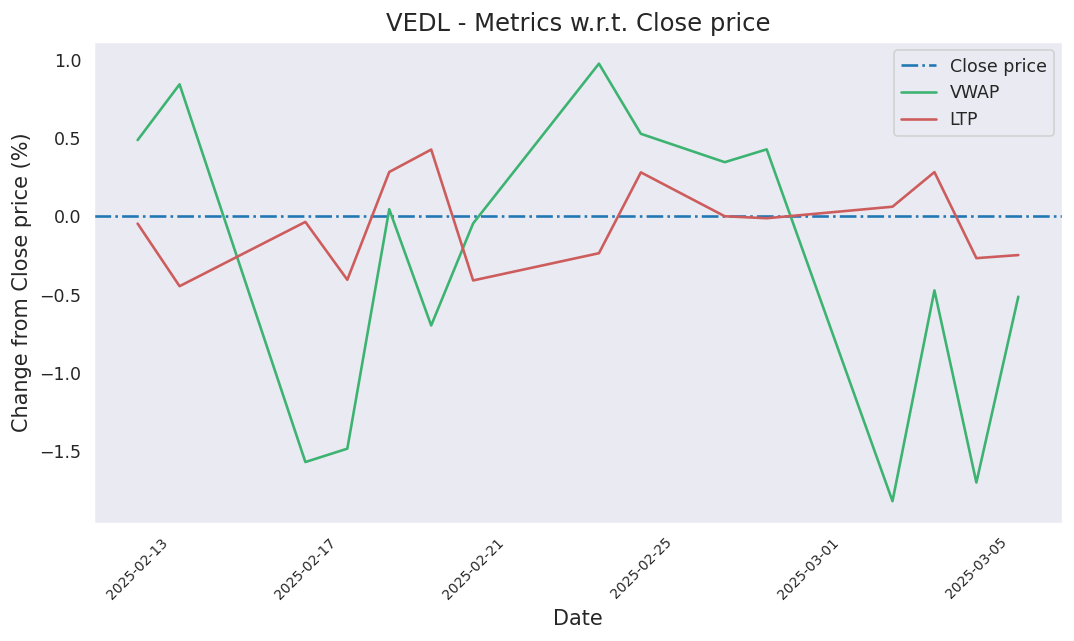 VEDL - Metrics w.r.t. Close price
Close price
VWAP
LTP
Change from Close price (%)
1.0
0.5
0.0
−0.5
−1.0
−1.5
2025-02-13
2025-02-17
2025-02-21
2025-02-25
2025-03-01
2025-03-05
Date